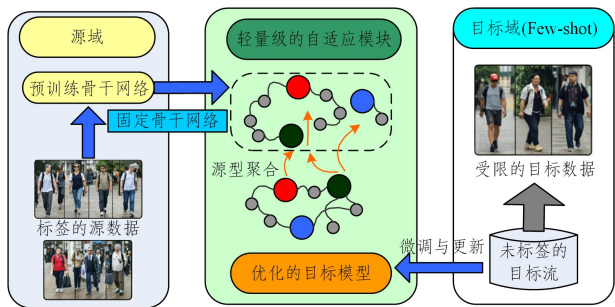 源域
预训练骨干网络
固定骨干网络
标签的源数据
轻量级的自适应模块
源型聚合
优化的目标模型
目标域(Few-shot)
受限的目标数据
微调与更新
未标签的
目标流